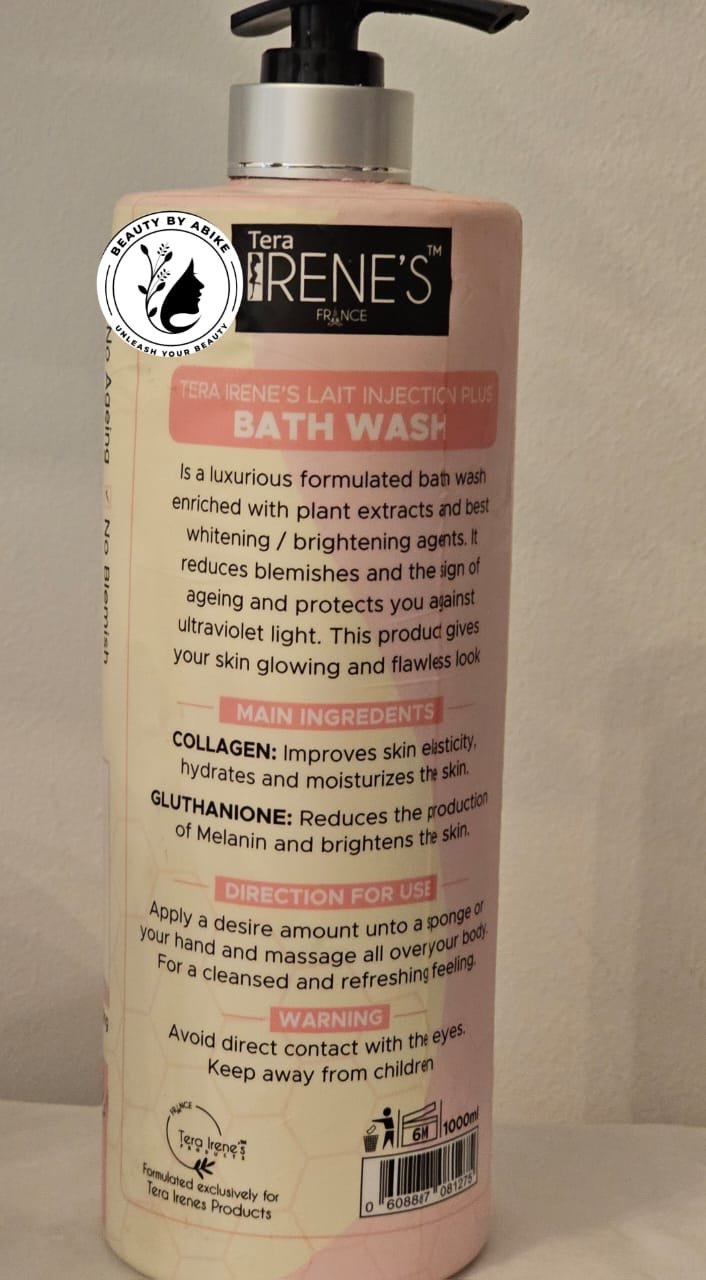 BEAUTY BY ABIKE
UNLEASH YOUR BEAUTY
Tera
IRENE'S™
FRANCE
No Ageing
No Blemish
TERA IRENE'S LAIT INJECTION PLUS
BATH WASH
Is a luxurious formulated bath wash
enriched with plant extracts and best
whitening / brightening agents. It
reduces blemishes and the sign of
ageing and protects you against
ultraviolet light. This product gives
your skin glowing and flawless look
MAIN INGREDENTS
COLLAGEN: Improves skin elasticity,
hydrates and moisturizes the skin.
GLUTHANIONE: Reduces the production
of Melanin and brightens the skin.
DIRECTION FOR USE
Apply a desire amount unto a sponge or
your hand and massage all over your body.
For a cleansed and refreshing feeling.
WARNING
Avoid direct contact with the eyes.
Keep away from children
FRANCE
Tera Irene's™
PRODUCTS
Formulated exclusively for
Tera Irenes Products
6M
1000ml
0 608887 081275